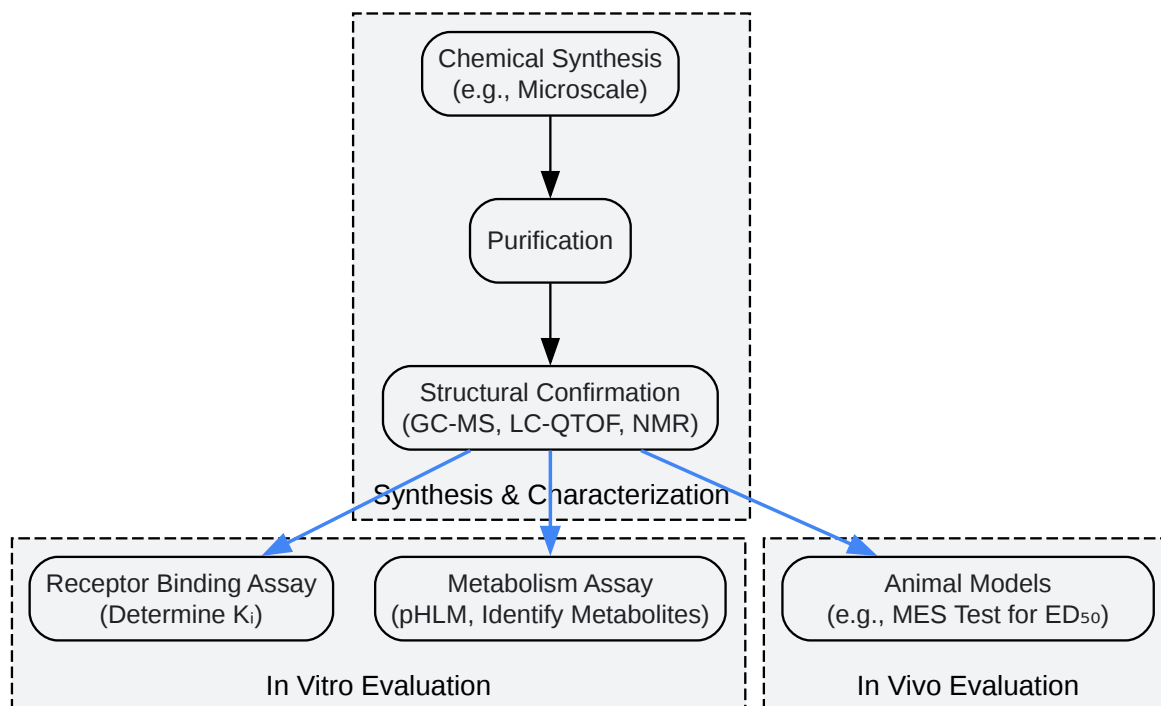 Chemical Synthesis
(e.g., Microscale)
Purification
Structural Confirmation
(GC-MS, LC-QTOF, NMR)
Synthesis & Characterization
Receptor Binding Assay
(Determine Kᵢ)
Metabolism Assay
(pHLM, Identify Metabolites)
Animal Models
(e.g., MES Test for ED₅₀)
In Vitro Evaluation
In Vivo Evaluation